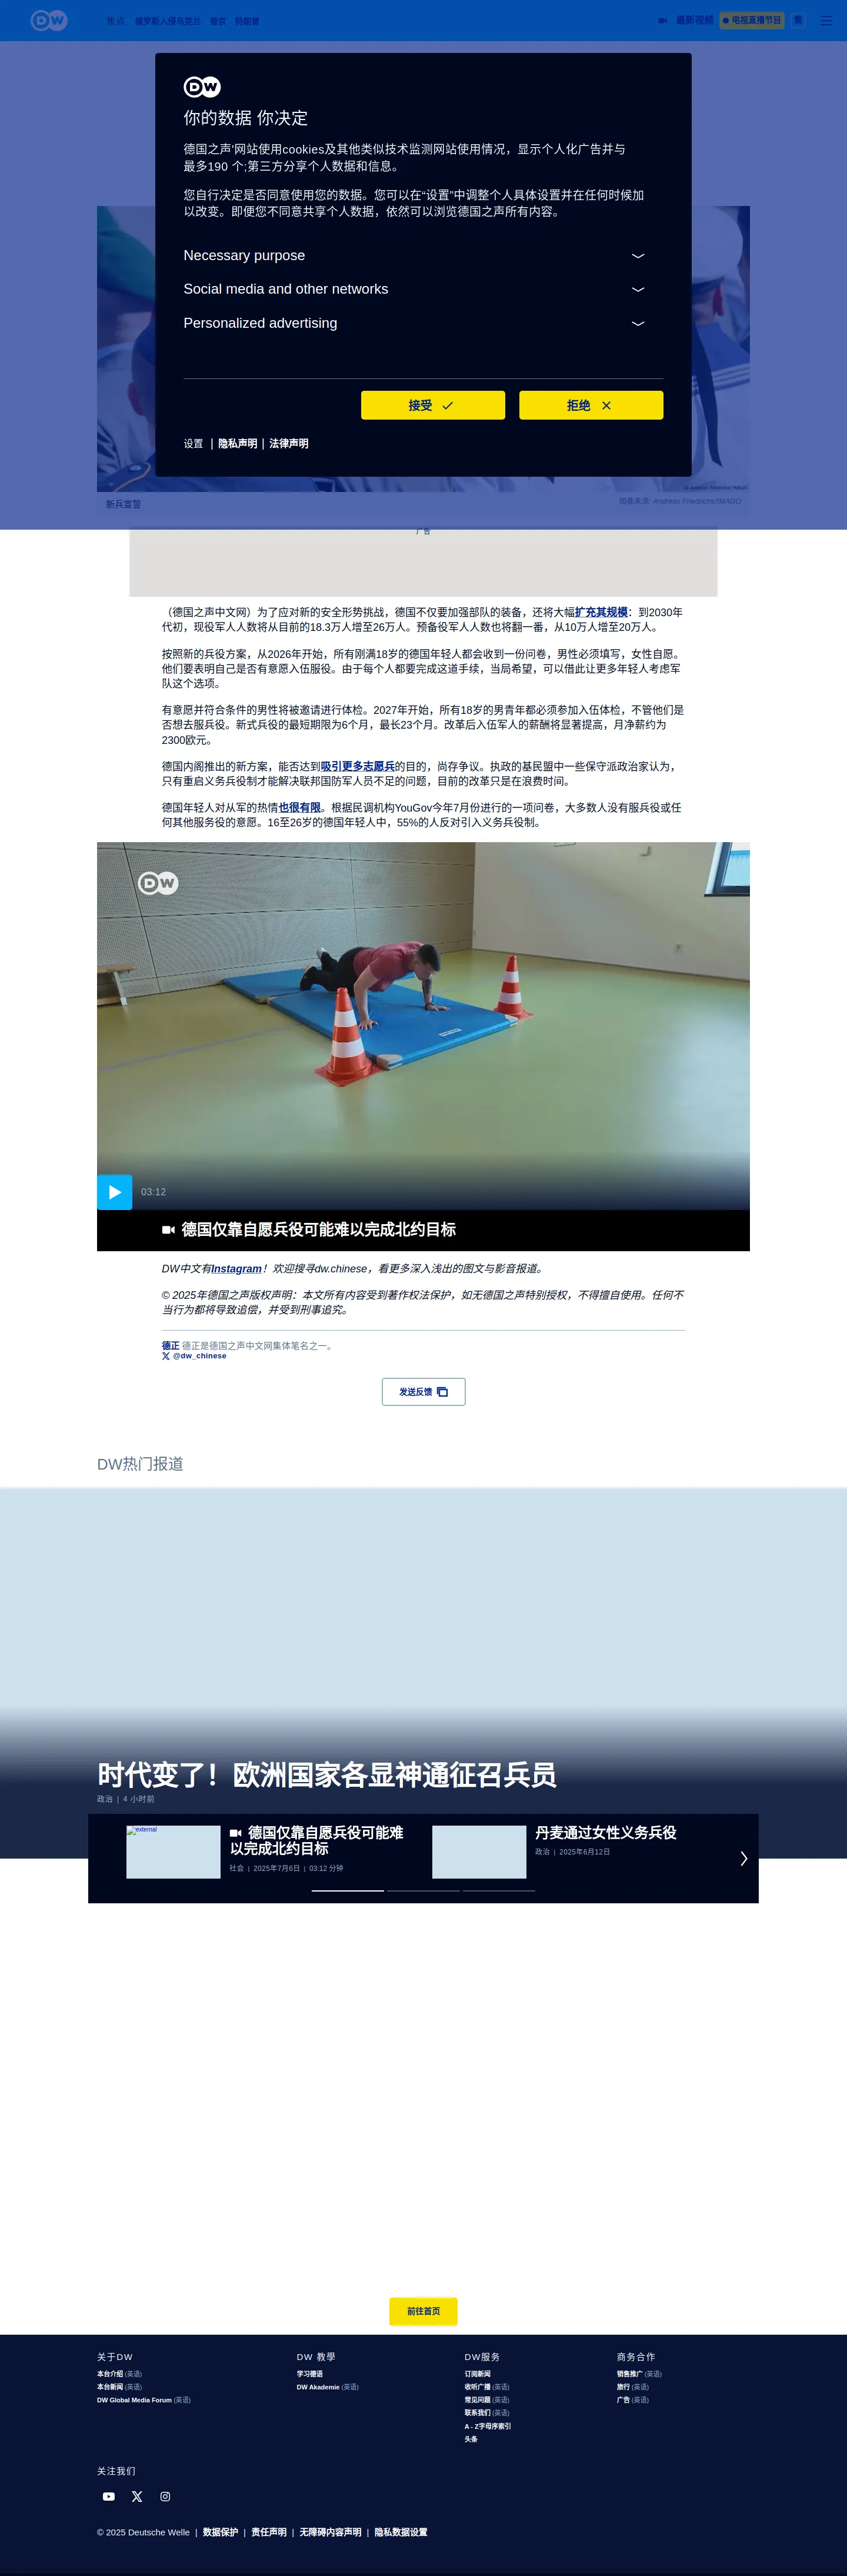 DW 焦点 俄罗斯入侵乌克兰 普京 特朗普 最新视频 电视直播节目 繁
DW
你的数据 你决定
德国之声'网站使用cookies及其他类似技术监测网站使用情况，显示个人化广告并与
最多190 个;第三方分享个人数据和信息。
您自行决定是否同意使用您的数据。您可以在“设置”中调整个人具体设置并在任何时候加
以改变。即便您不同意共享个人数据，依然可以浏览德国之声所有内容。
Necessary purpose
Social media and other networks
Personalized advertising
接受 拒绝
设置 | 隐私声明 | 法律声明
新兵宣誓
图像来源: Andreas Friedrichs/IMAGO
广告
（德国之声中文网）为了应对新的安全形势挑战，德国不仅要加强部队的装备，还将大幅扩充其规模：到2030年
代初，现役军人人数将从目前的18.3万人增至26万人。预备役军人人数也将翻一番，从10万人增至20万人。
按照新的兵役方案，从2026年开始，所有刚满18岁的德国年轻人都会收到一份问卷，男性必须填写，女性自愿。
他们要表明自己是否有意愿入伍服役。由于每个人都要完成这道手续，当局希望，可以借此让更多年轻人考虑军
队这个选项。
有意愿并符合条件的男性将被邀请进行体检。2027年开始，所有18岁的男青年都必须参加入伍体检，不管他们是
否想去服兵役。新式兵役的最短期限为6个月，最长23个月。改革后入伍军人的薪酬将显著提高，月净薪约为
2300欧元。
德国内阁推出的新方案，能否达到吸引更多志愿兵的目的，尚存争议。执政的基民盟中一些保守派政治家认为，
只有重启义务兵役制才能解决联邦国防军人员不足的问题，目前的改革只是在浪费时间。
德国年轻人对从军的热情也很有限。根据民调机构YouGov今年7月份进行的一项问卷，大多数人没有服兵役或任
何其他服务役的意愿。16至26岁的德国年轻人中，55%的人反对引入义务兵役制。
DW
03:12
德国仅靠自愿兵役可能难以完成北约目标
DW中文有Instagram！欢迎搜寻dw.chinese，看更多深入浅出的图文与影音报道。
© 2025年德国之声版权声明：本文所有内容受到著作权法保护，如无德国之声特别授权，不得擅自使用。任何不
当行为都将导致追偿，并受到刑事追究。
德正 德正是德国之声中文网集体笔名之一。
@dw_chinese
发送反馈
DW热门报道
时代变了！欧洲国家各显神通征召兵员
政治 | 4 小时前
external
德国仅靠自愿兵役可能难
以完成北约目标
社会 | 2025年7月6日 | 03:12 分钟
丹麦通过女性义务兵役
政治 | 2025年6月12日
前往首页
关于DW
本台介绍 (英语)
本台新闻 (英语)
DW Global Media Forum (英语)
DW 教學
学习德语
DW Akademie (英语)
DW服务
订阅新闻
收听广播 (英语)
常见问题 (英语)
联系我们 (英语)
A - Z字母序索引
头条
商务合作
销售推广 (英语)
旅行 (英语)
广告 (英语)
关注我们
© 2025 Deutsche Welle | 数据保护 | 责任声明 | 无障碍内容声明 | 隐私数据设置